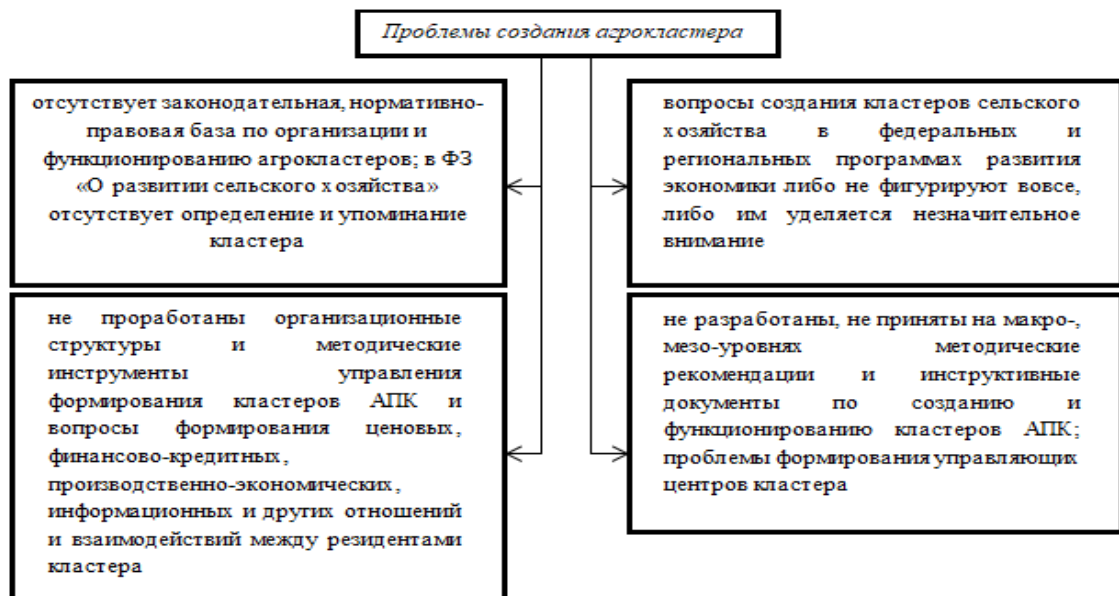 Проблемы создания агрокластера
отсутствует законодательная, нормативно-
правовая база по организации и
функционированию агрокластеров; в ФЗ
«О развитии сельского хозяйства»
отсутствует определение и упоминание
кластера
вопросы создания кластеров сельского
хозяйства в федеральных и
региональных программах развития
экономики либо не фигурируют вовсе,
либо им уделяется незначительное
внимание
не проработаны организационные
структуры и методические
инструменты управления
формирования кластеров АПК и
вопросы формирования ценовых,
финансово-кредитных,
производственно-экономических,
информационных и других отношений
и взаимодействий между резидентами
кластера
не разработаны, не приняты на макро-,
мезо-уровнях методические
рекомендации и инструктивные
документы по созданию и
функционированию кластеров АПК;
проблемы формирования управляющих
центров кластера